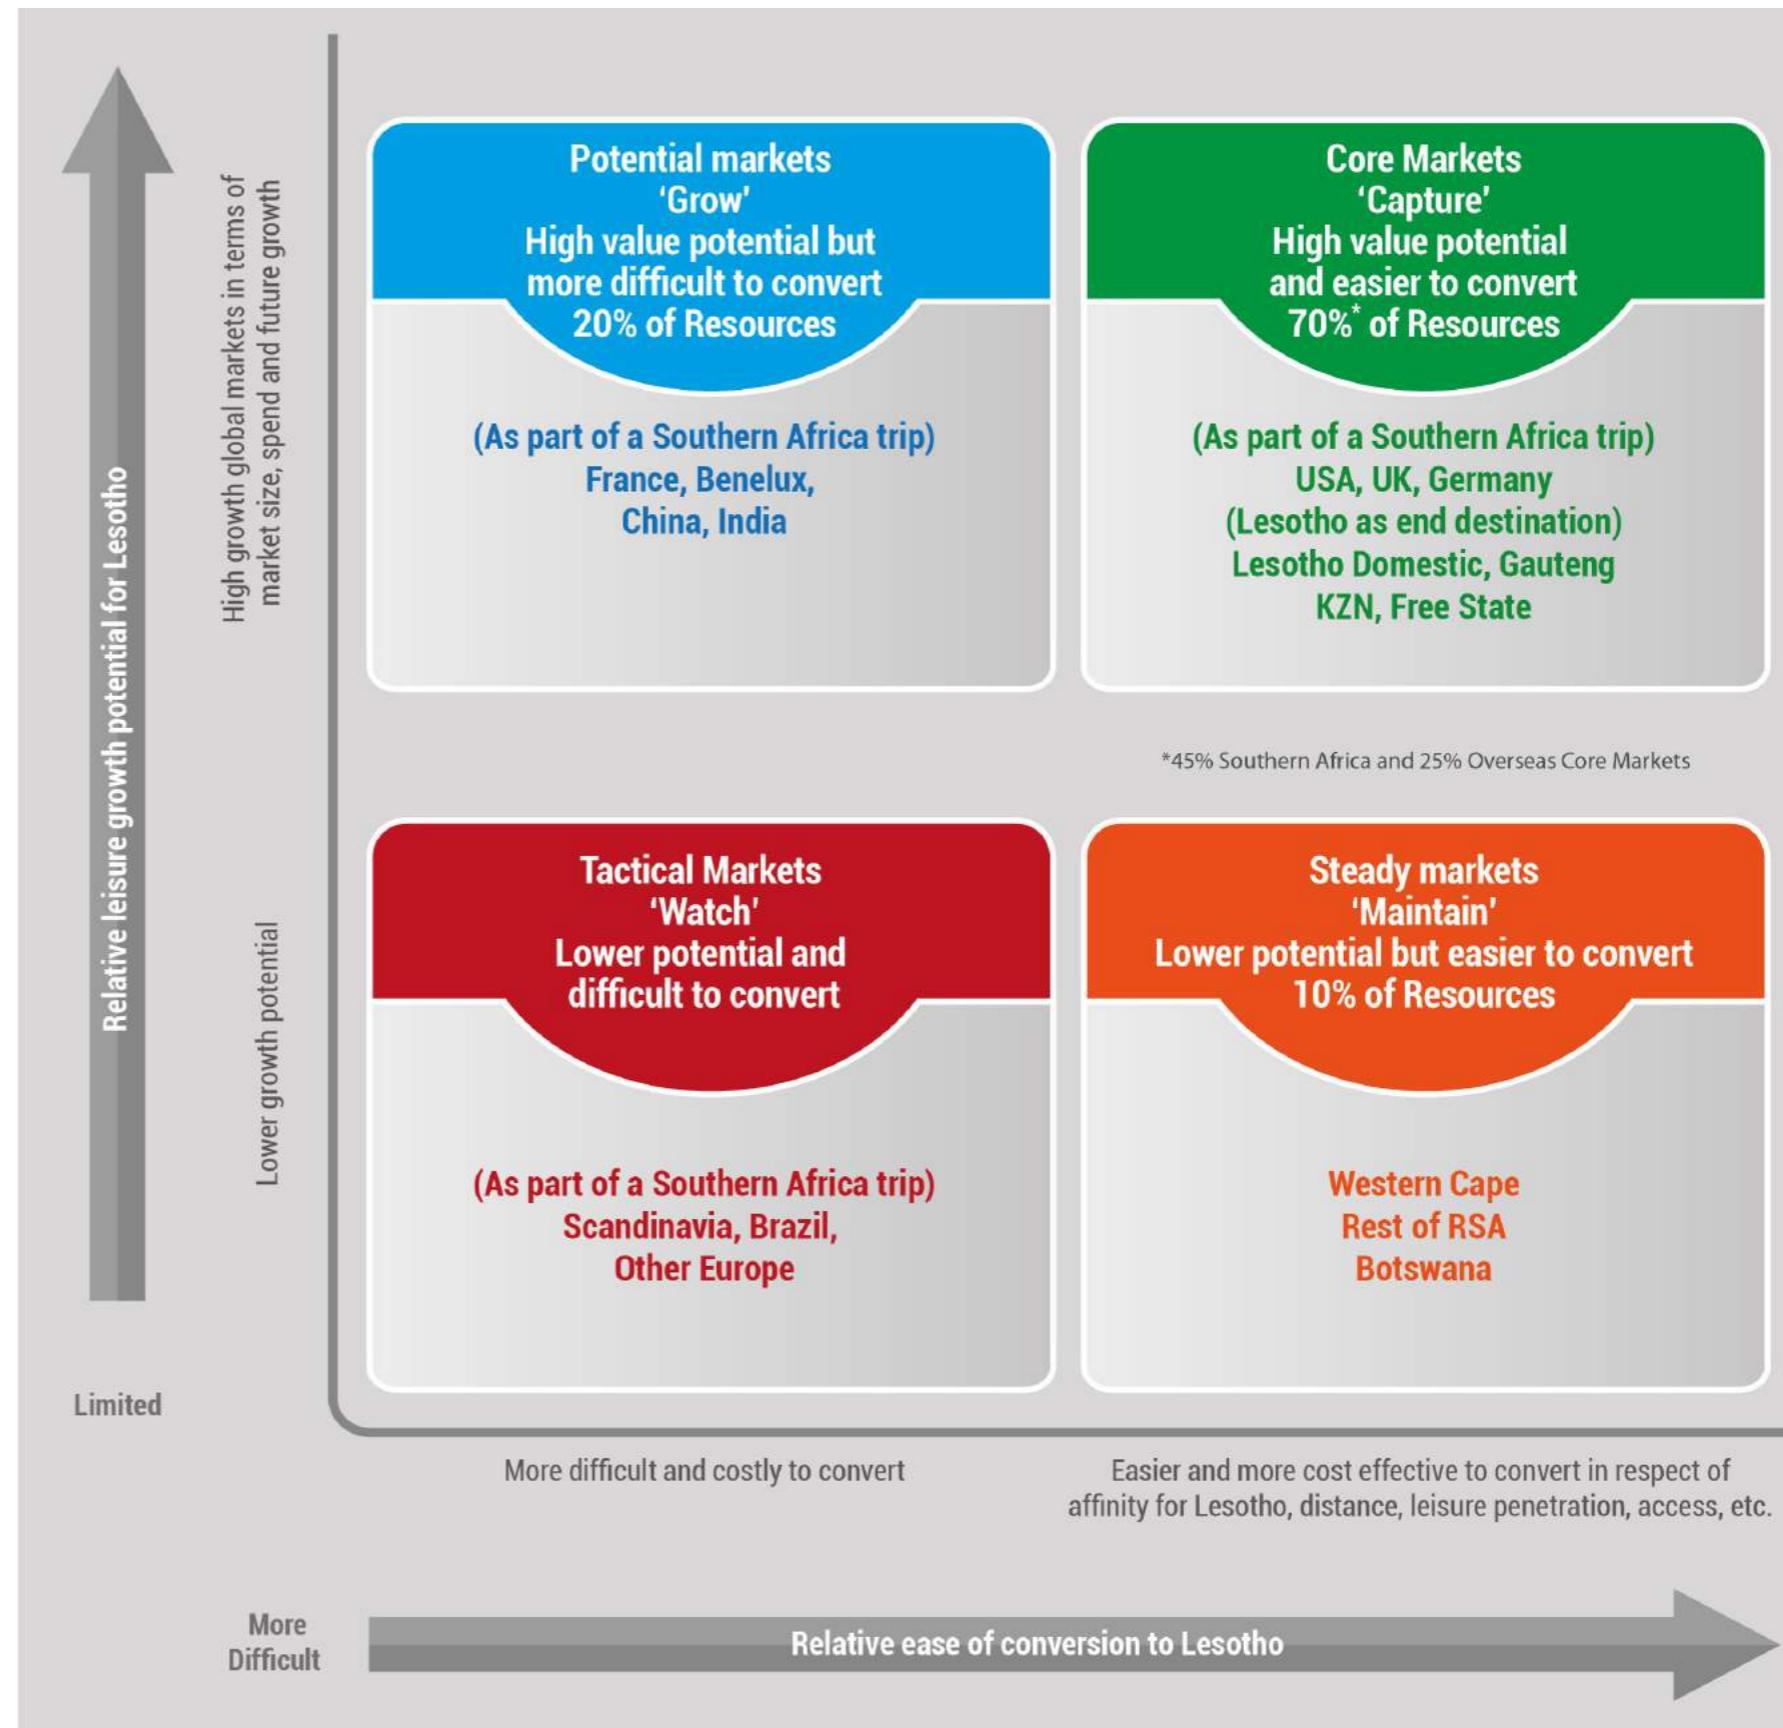 Relative leisure growth potential for Lesotho
Limited
High growth global markets in terms of
market size, spend and future growth
Lower growth potential
Potential markets
‘Grow’
High value potential but
more difficult to convert
20% of Resources
(As part of a Southern Africa trip)
France, Benelux,
China, India
Core Markets
‘Capture’
High value potential
and easier to convert
70%* of Resources
(As part of a Southern Africa trip)
USA, UK, Germany
(Lesotho as end destination)
Lesotho Domestic, Gauteng
KZN, Free State
*45% Southern Africa and 25% Overseas Core Markets
Tactical Markets
‘Watch’
Lower potential and
difficult to convert
(As part of a Southern Africa trip)
Scandinavia, Brazil,
Other Europe
Steady markets
‘Maintain’
Lower potential but easier to convert
10% of Resources
Western Cape
Rest of RSA
Botswana
More difficult and costly to convert
Easier and more cost effective to convert in respect of
affinity for Lesotho, distance, leisure penetration, access, etc.
More
Difficult
Relative ease of conversion to Lesotho